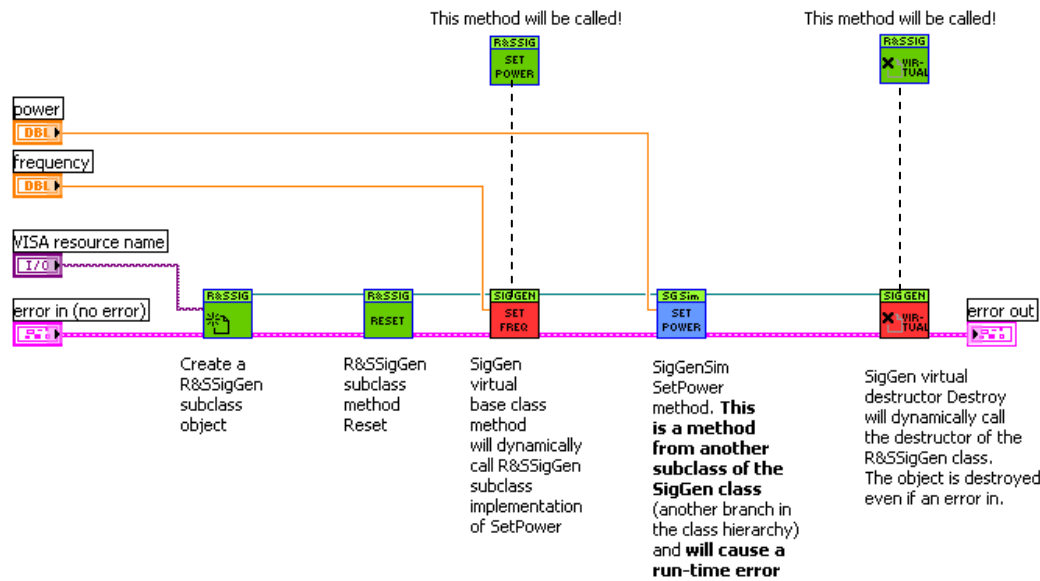 This method will be called!
This method will be called!
R&SSIG
SET
POWER
R&SSIG
VIR-
TUAL
power
DBL
frequency
DBL
VISA resource name
I/O
error in (no error)
R&SSIG
R&SSIG
RESET
SIGGEN
SET
FREQ
SGSim
SET
POWER
SIGGEN
VIR-
TUAL
error out
Create a
R&SSigGen
subclass
object
R&SSigGen
subclass
method
Reset
SigGen
virtual
base class
method
will dynamically
call R&SSigGen
subclass
implementation
of SetPower
SigGenSim
SetPower
method. This
is a method
from another
subclass of the
SigGen class
(another branch in
the class hierarchy)
and will cause a
run-time error
SigGen virtual
destructor Destroy
will dynamically call
the destructor of the
R&SSigGen class.
The object is destroyed
even if an error in.